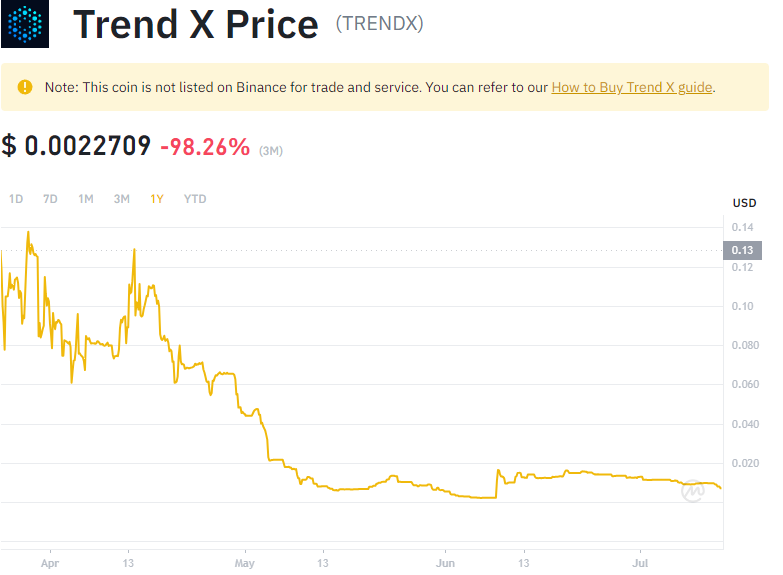 Trend X Price (TRENDX)
Note: This coin is not listed on Binance for trade and service. You can refer to our How to Buy Trend X guide.
$ 0.0022709 -98.26% (3M)
1D 7D 1M 3M 1Y YTD
USD
0.14
0.13
0.12
0.10
0.080
0.060
0.040
0.020
Apr 13 May 13 Jun 13 Jul